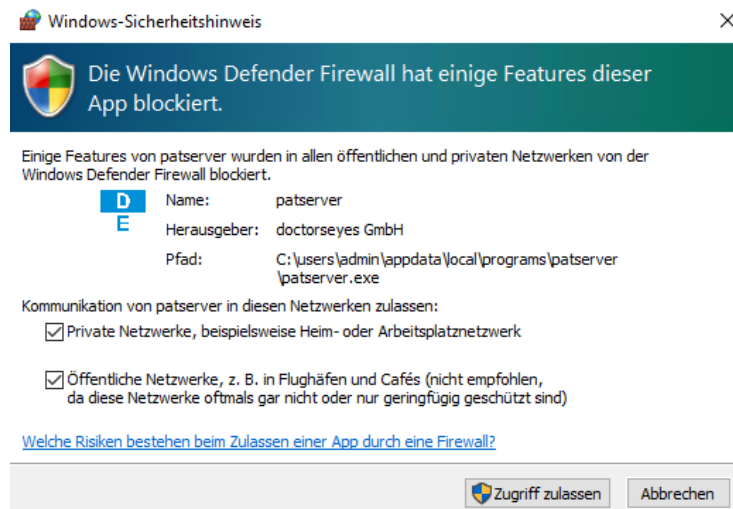 Windows-Sicherheitshinweis
Die Windows Defender Firewall hat einige Features dieser
App blockiert.
Einige Features von patserver wurden in allen öffentlichen und privaten Netzwerken von der
Windows Defender Firewall blockiert.
D
E
Name: patserver
Herausgeber: doctorseyes GmbH
Pfad: C:\users\admin\appdata\local\programs\patserver
\patserver.exe
Kommunikation von patserver in diesen Netzwerken zulassen:
Private Netzwerke, beispielsweise Heim- oder Arbeitsplatznetzwerk
Öffentliche Netzwerke, z. B. in Flughäfen und Cafés (nicht empfohlen,
da diese Netzwerke oftmals gar nicht oder nur geringfügig geschützt sind)
Welche Risiken bestehen beim Zulassen einer App durch eine Firewall?
Zugriff zulassen Abbrechen